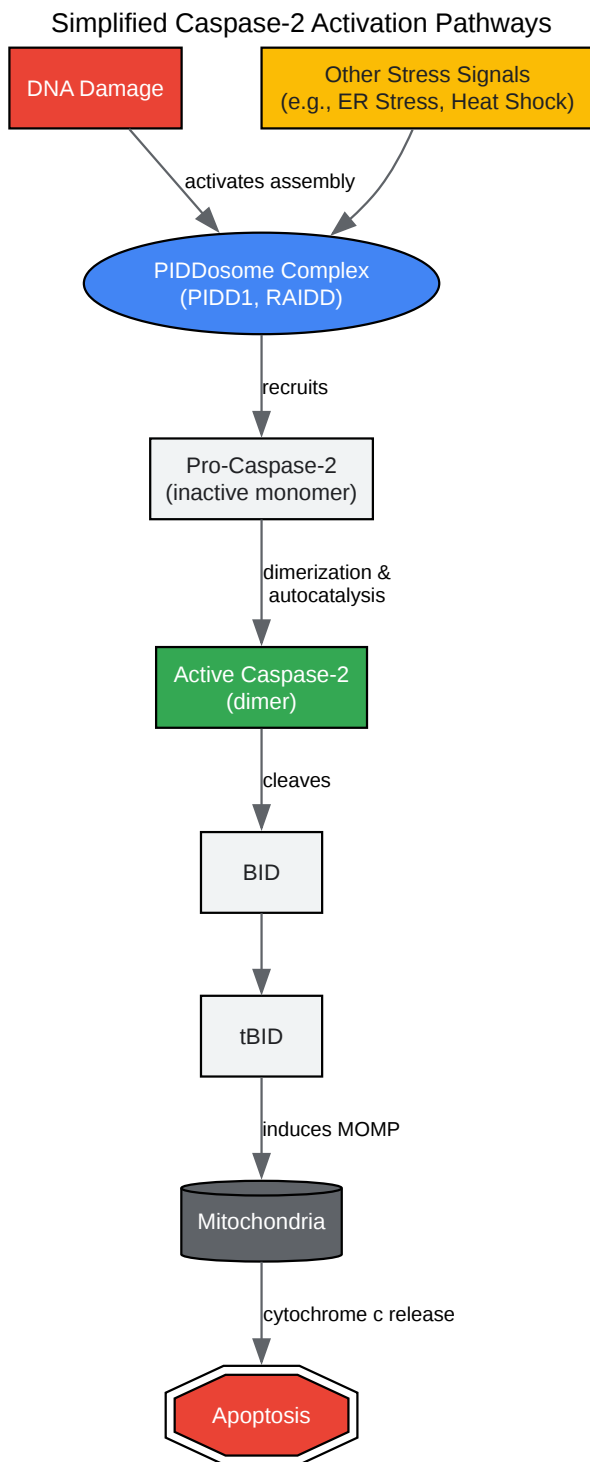 Simplified Caspase-2 Activation Pathways
DNA Damage
Other Stress Signals
(e.g., ER Stress, Heat Shock)
activates assembly
PIDDosome Complex
(PIDD1, RAIDD)
recruits
Pro-Caspase-2
(inactive monomer)
dimerization &
autocatalysis
Active Caspase-2
(dimer)
cleaves
BID
tBID
induces MOMP
Mitochondria
cytochrome c release
Apoptosis